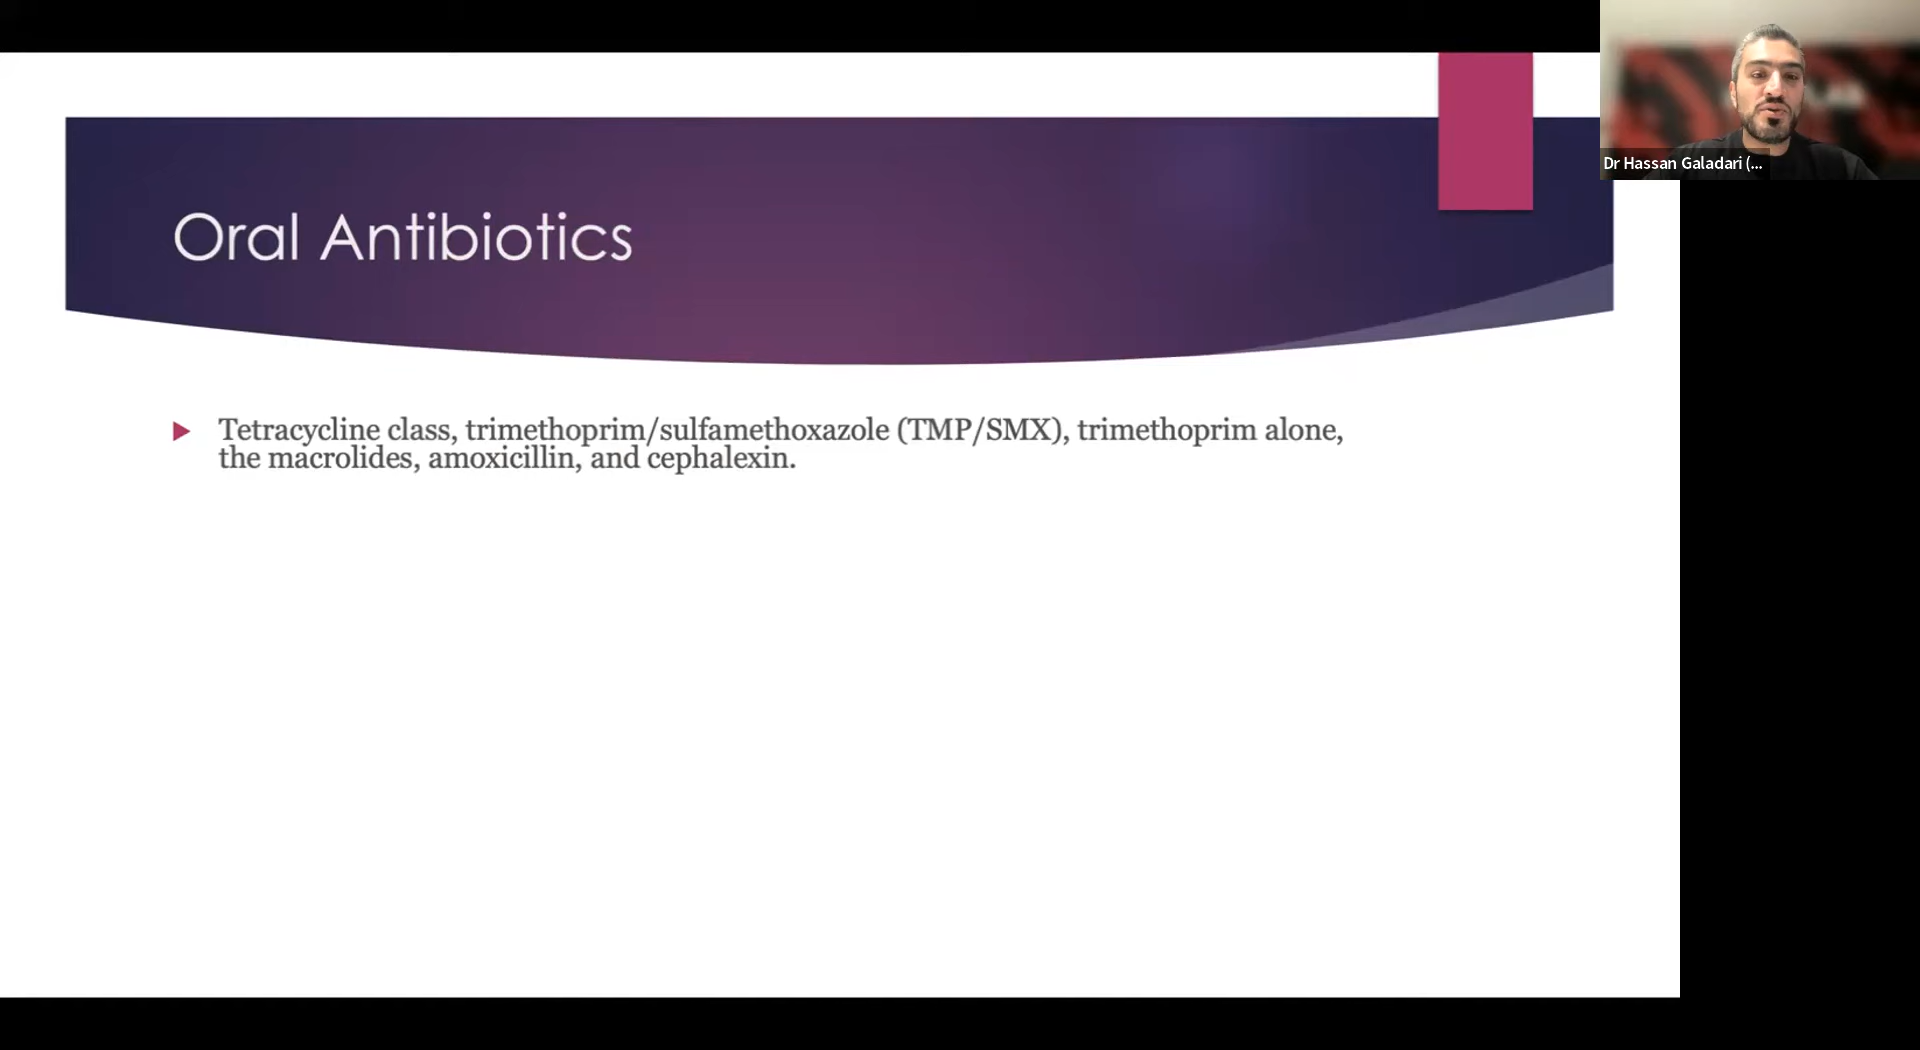 Oral Antibiotics
Tetracycline class, trimethoprim/sulfamethoxazole (TMP/SMX), trimethoprim alone,
the macrolides, amoxicillin, and cephalexin.
Dr Hassan Galadari (...